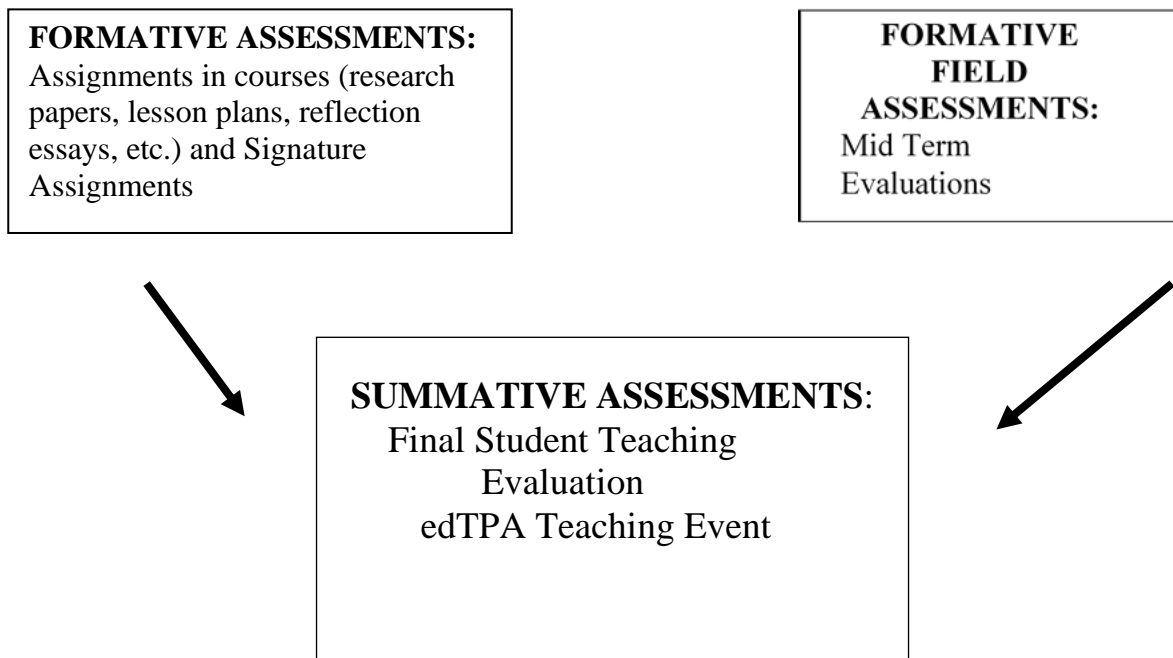 FORMATIVE ASSESSMENTS:
Assignments in courses (research
papers, lesson plans, reflection
essays, etc.) and Signature
Assignments
FORMATIVE
FIELD
ASSESSMENTS:
Mid Term
Evaluations
SUMMATIVE ASSESSMENTS:
Final Student Teaching
Evaluation
edTPA Teaching Event